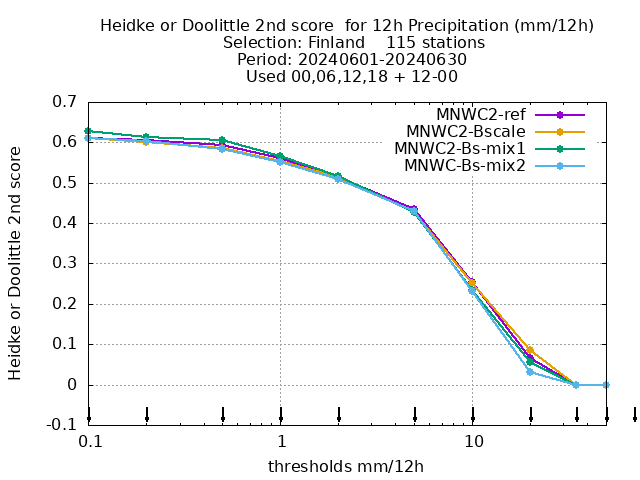 Heidke or Doolittle 2nd score  for 12h Precipitation (mm/12h)
Selection: Finland    115 stations
Period: 20240601-20240630
Used 00,06,12,18 + 12-00
MNWC2-ref
MNWC2-Bscale
MNWC2-Bs-mix1
MNWC-Bs-mix2
Heidke or Doolittle 2nd score
0.7
0.6
0.5
0.4
0.3
0.2
0.1
0
-0.1
0.1 1 10
thresholds mm/12h